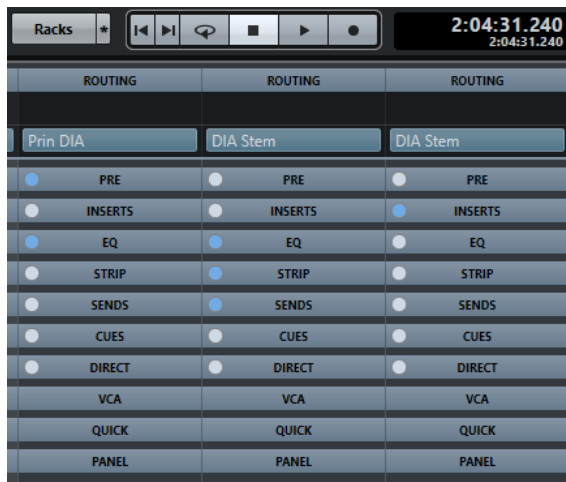 Racks * 2:04:31.240
2:04:31.240
ROUTING ROUTING ROUTING
Prin DIA DIA Stem DIA Stem
PRE PRE PRE
INSERTS INSERTS INSERTS
EQ EQ EQ
STRIP STRIP STRIP
SENDS SENDS SENDS
CUES CUES CUES
DIRECT DIRECT DIRECT
VCA VCA VCA
QUICK QUICK QUICK
PANEL PANEL PANEL